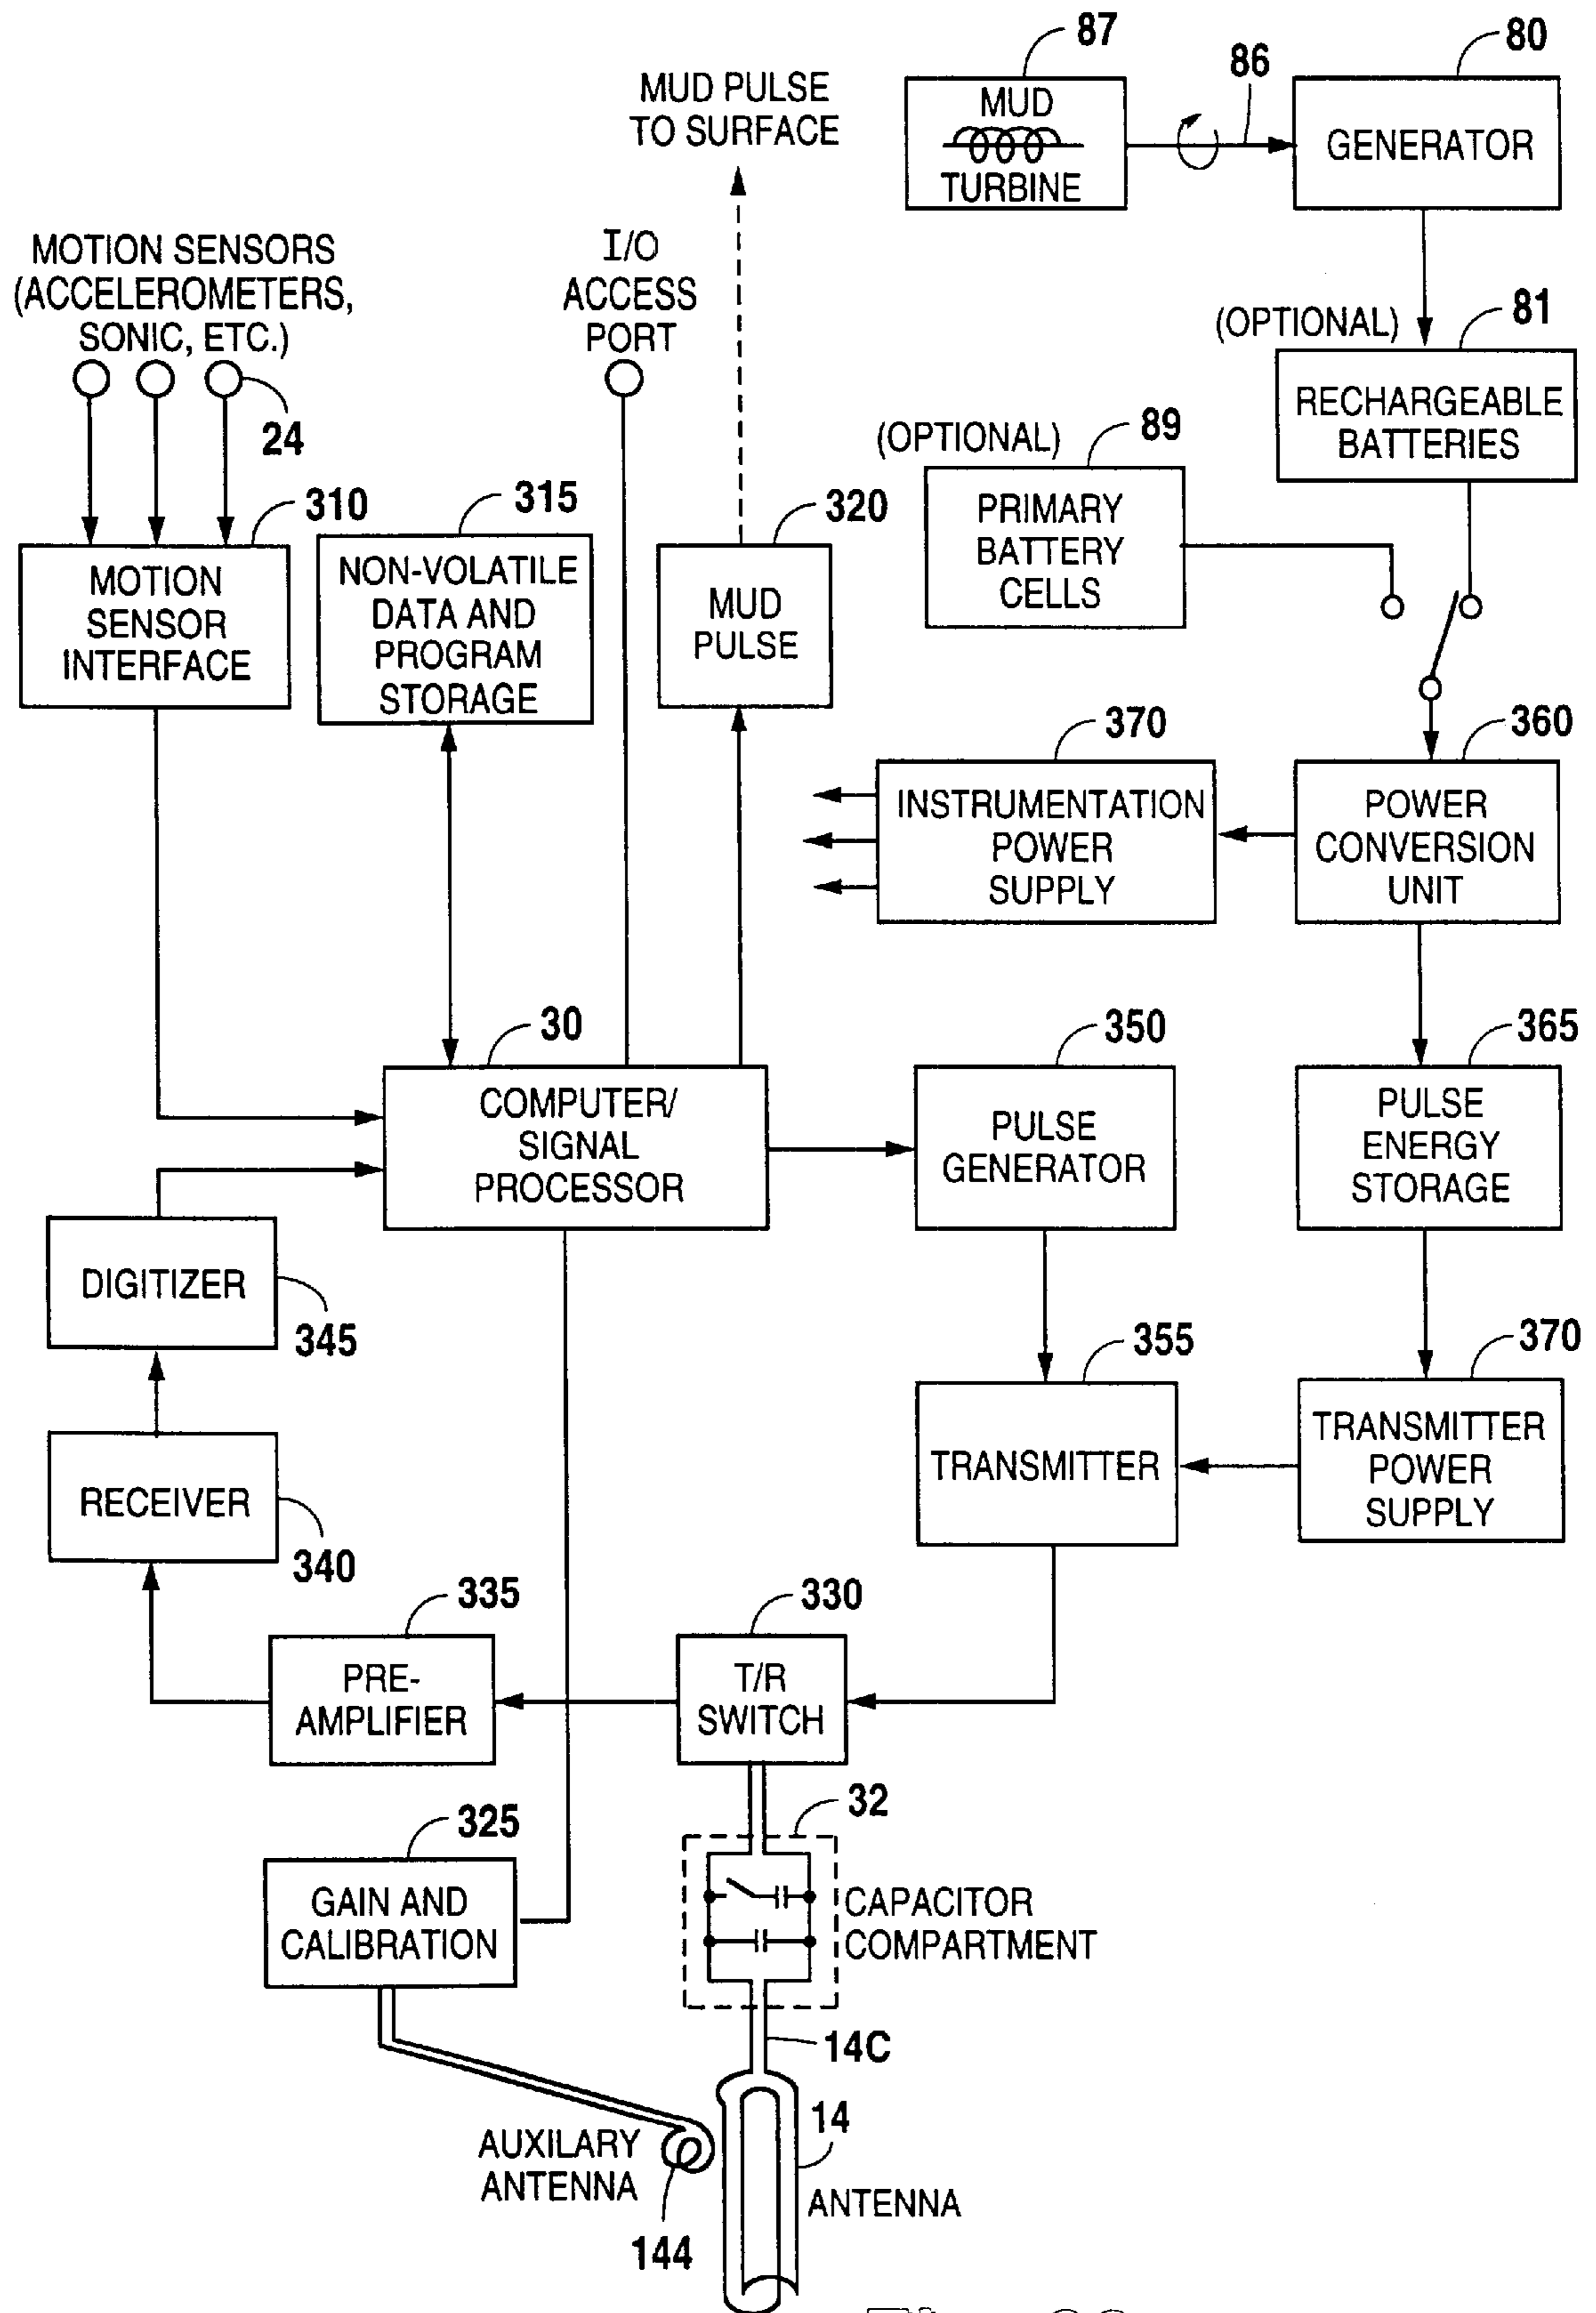 87
86
80
MUD
TURBINE
GENERATOR
MUD PULSE
TO SURFACE
MOTION SENSORS
(ACCELEROMETERS,
SONIC, ETC.)
24
I/O
ACCESS
PORT
(OPTIONAL)
81
RECHARGEABLE
BATTERIES
(OPTIONAL)
89
PRIMARY
BATTERY
CELLS
310
MOTION
SENSOR
INTERFACE
315
NON-VOLATILE
DATA AND
PROGRAM
STORAGE
320
MUD
PULSE
370
INSTRUMENTATION
POWER
SUPPLY
360
POWER
CONVERSION
UNIT
30
COMPUTER/
SIGNAL
PROCESSOR
350
PULSE
GENERATOR
365
PULSE
ENERGY
STORAGE
DIGITIZER
345
355
TRANSMITTER
370
TRANSMITTER
POWER
SUPPLY
RECEIVER
340
335
PRE-
AMPLIFIER
330
T/R
SWITCH
325
GAIN AND
CALIBRATION
32
CAPACITOR
COMPARTMENT
14C
AUXILARY
ANTENNA
144
14
ANTENNA